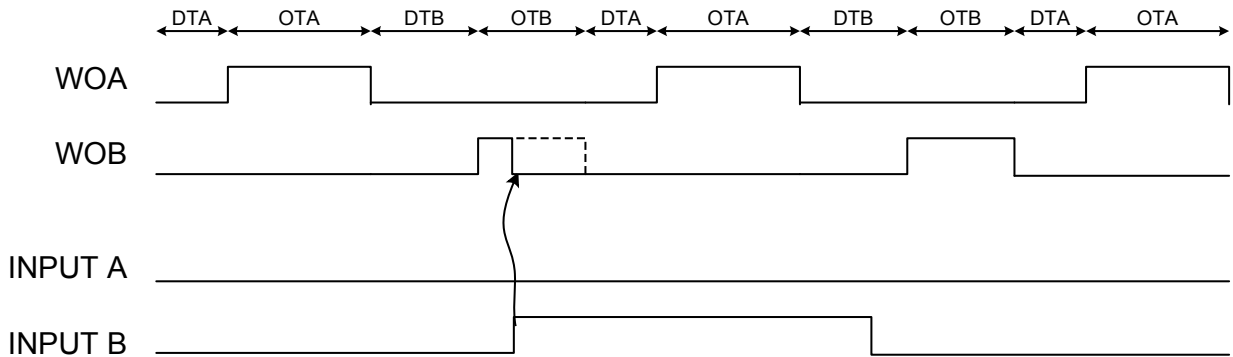 DTA OTA DTB OTB DTA OTA DTB OTB DTA OTA
WOA
WOB
INPUT A
INPUT B